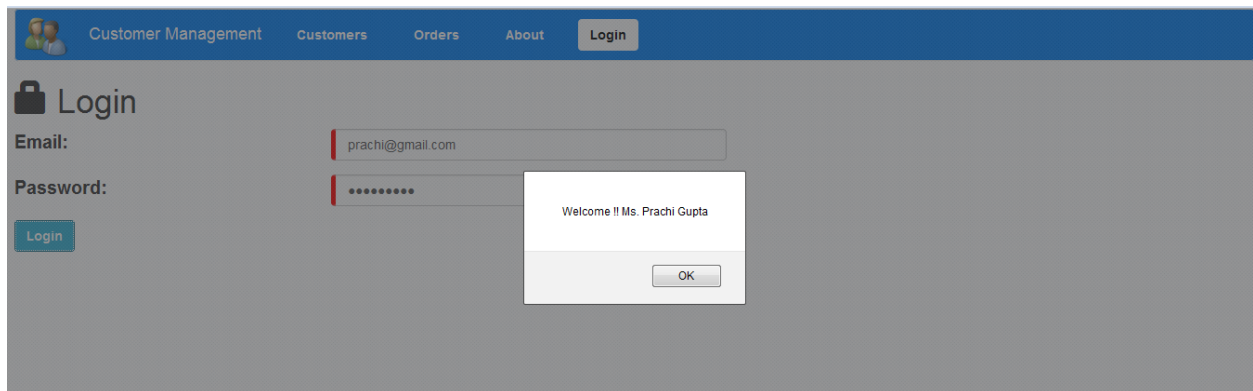 Customer Management Customers Orders About Login
Login
Email: prachi@gmail.com
Password: •••••••••
Welcome !! Ms. Prachi Gupta
Login
OK